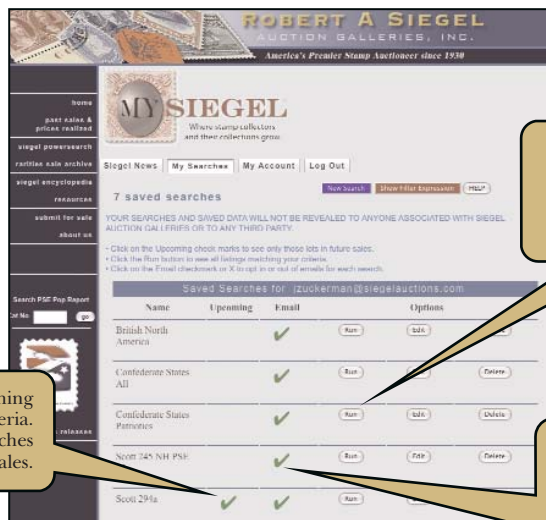 ROBERT A SIEGEL
AUCTION GALLERIES, INC.
America's Premier Stamp Auctioneer since 1930
home
past sales &
prices realized
siegel powersearch
rarities sale archive
siegel encyclopedia
resources
submit for sale
about us
Search PSE Pop Report
Cat No.
go
releases
MY SIEGEL
Where stamp collectors
and their collections grow
Siegel News
My Searches
My Account
Log Out
7 saved searches
New Search
Show Filter Expression
HELP
YOUR SEARCHES AND SAVED DATA WILL NOT BE REVEALED TO ANYONE ASSOCIATED WITH SIEGEL
AUCTION GALLERIES OR TO ANY THIRD PARTY.
• Click on the Upcoming check marks to see only those lots in future sales.
• Click the Run button to see all listings matching your criteria.
• Click on the Email checkmark or X to opt in or out of emails for each search.
Saved Searches for jzuckerman@siegelauctions.com
Name Upcoming Email Options
British North
America
Run Edit
Confederate States
All
Run Edit Delete
Confederate States
Patriotics
Run Edit Delete
Scott 245 NH PSE
Run Edit Delete
Scott 294a
Run
ning
eria.
ches
ales.